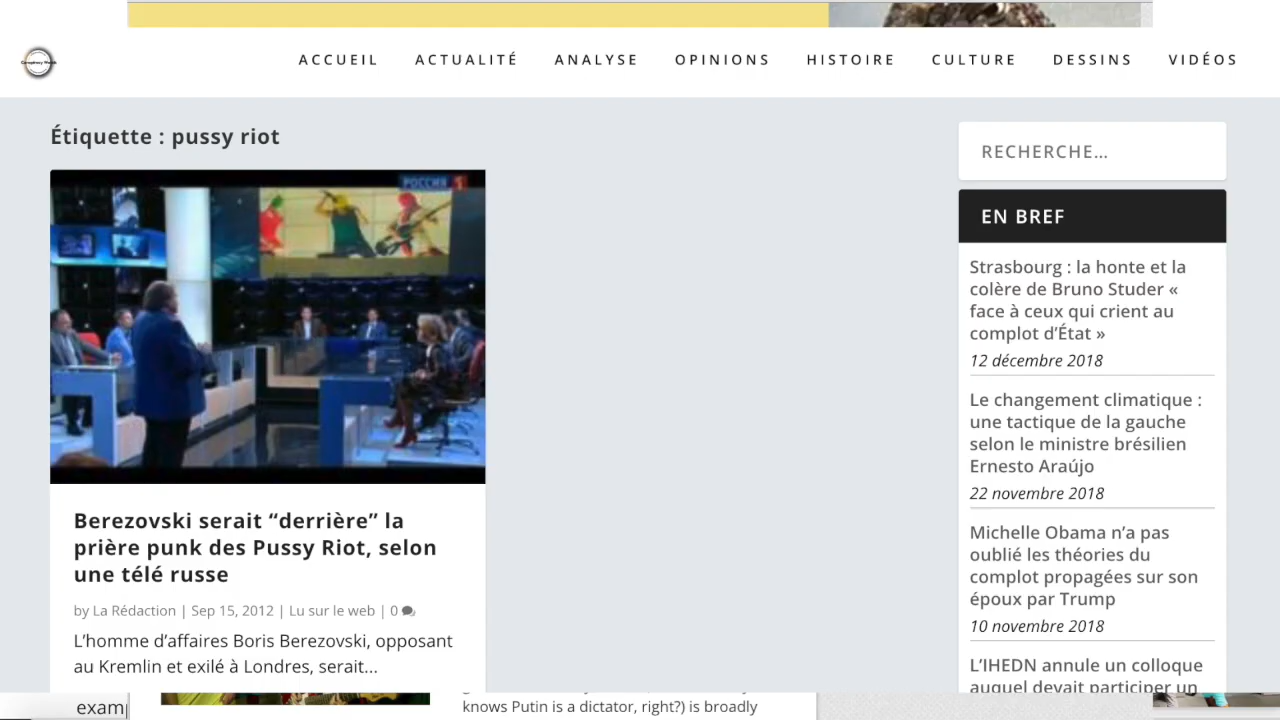 Conspiracy Watch
ACCUEIL ACTUALITÉ ANALYSE OPINIONS HISTOIRE CULTURE DESSINS VIDÉOS
Étiquette : pussy riot
РОССИЯ 1
Berezovski serait “derrière” la
prière punk des Pussy Riot, selon
une télé russe
by La Rédaction | Sep 15, 2012 | Lu sur le web | 0
L’homme d’affaires Boris Berezovski, opposant
au Kremlin et exilé à Londres, serait...
RECHERCHE...
EN BREF
Strasbourg : la honte et la
colère de Bruno Studer «
face à ceux qui crient au
complot d’État »
12 décembre 2018
Le changement climatique :
une tactique de la gauche
selon le ministre brésilien
Ernesto Araújo
22 novembre 2018
Michelle Obama n’a pas
oublié les théories du
complot propagées sur son
époux par Trump
10 novembre 2018
L’IHEDN annule un colloque
auquel devait participer un
exam
knows Putin is a dictator, right?) is broadly